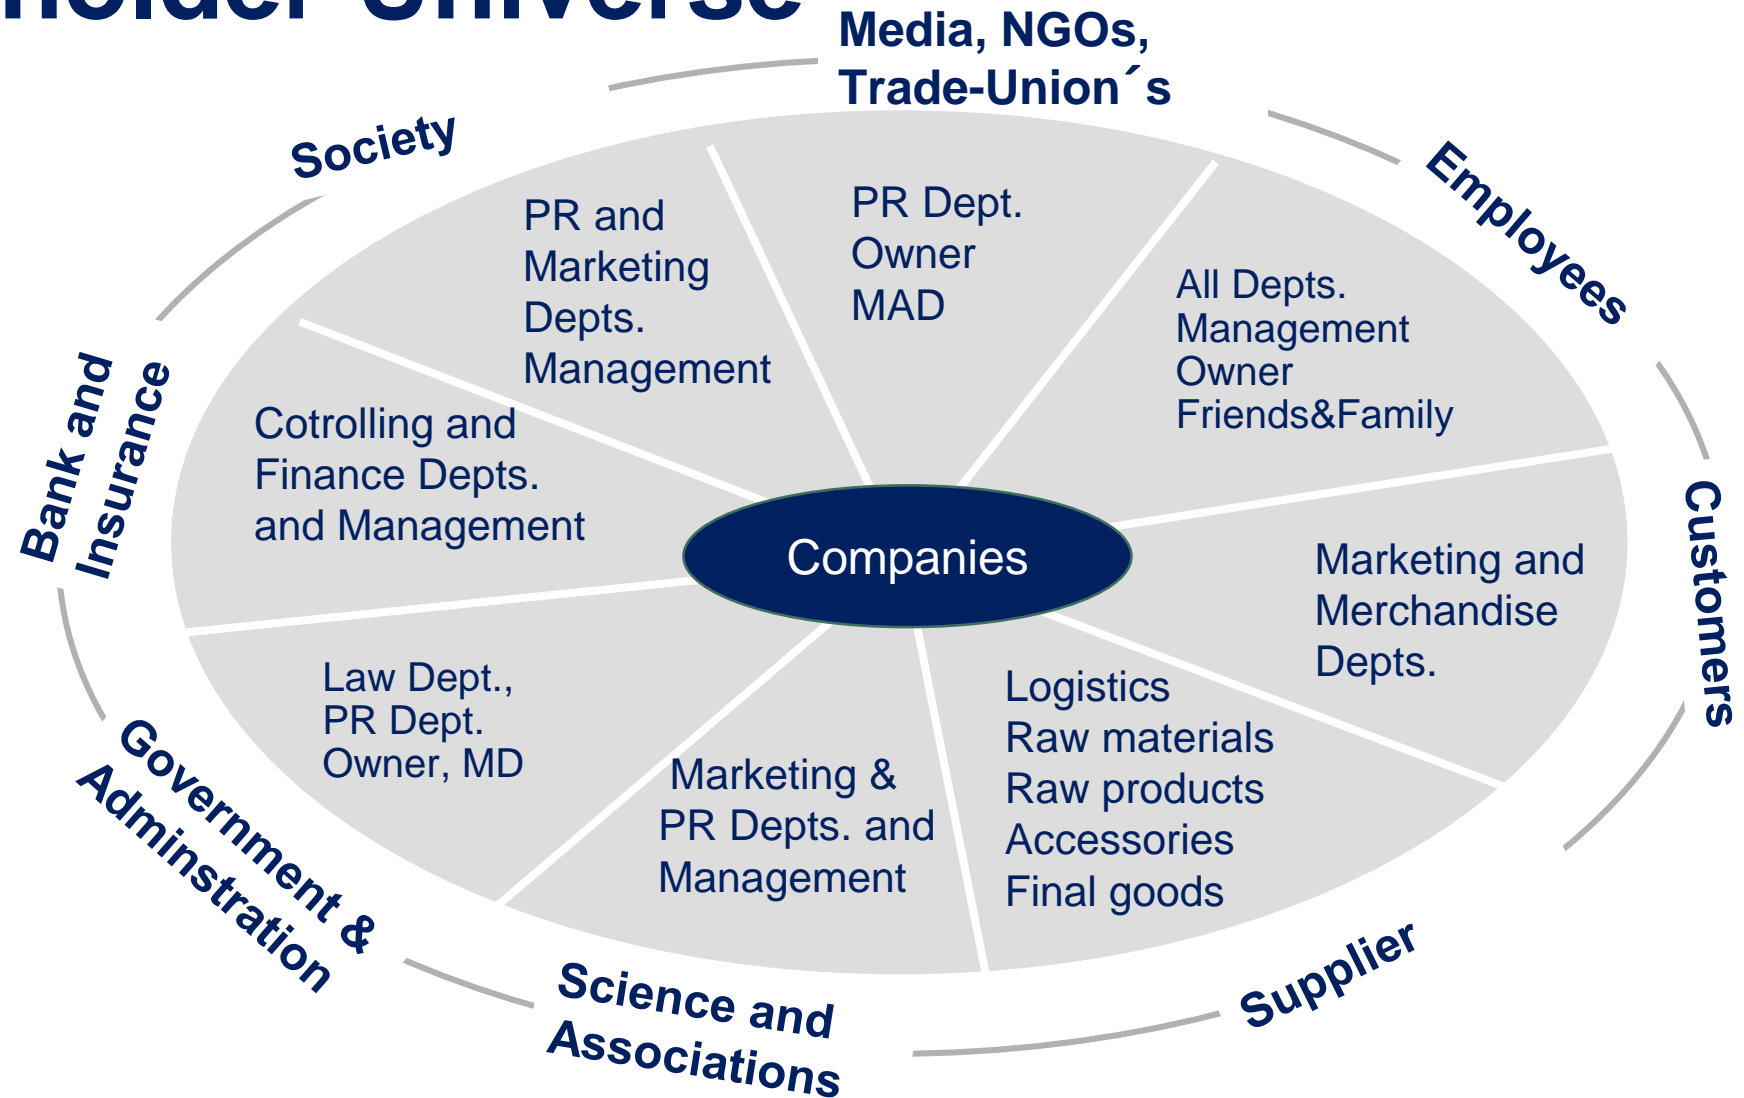 holder Universe
Media, NGOs,
Trade-Union´s
Society
Employees
PR and
Marketing
Depts.
Management
PR Dept.
Owner
MAD
All Depts.
Management
Owner
Friends&Family
Bank and
Insurance
Cotrolling and
Finance Depts.
and Management
Companies
Customers
Marketing and
Merchandise
Depts.
Law Dept.,
PR Dept.
Owner, MD
Marketing &
PR Depts. and
Management
Logistics
Raw materials
Raw products
Accessories
Final goods
Government &
Adminstration
Science and
Associations
Supplier